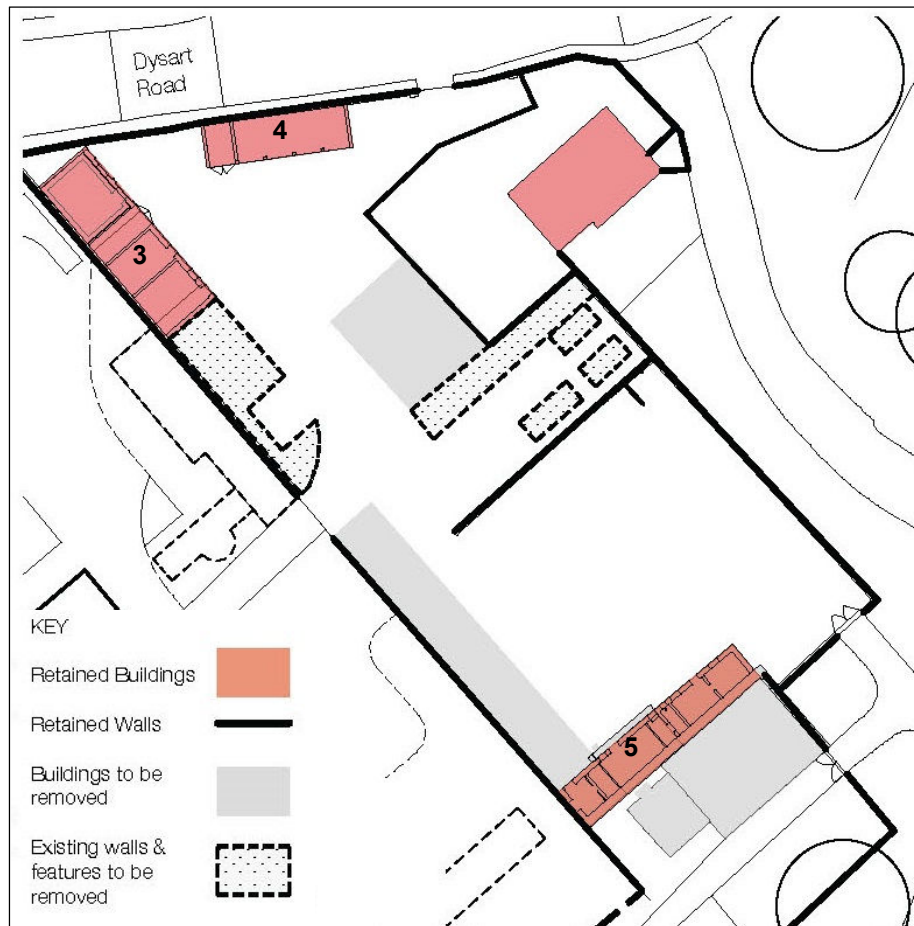 Dysart
Road
4
3
5
KEY
Retained Buildings
Retained Walls
Buildings to be
removed
Existing walls &
features to be
removed